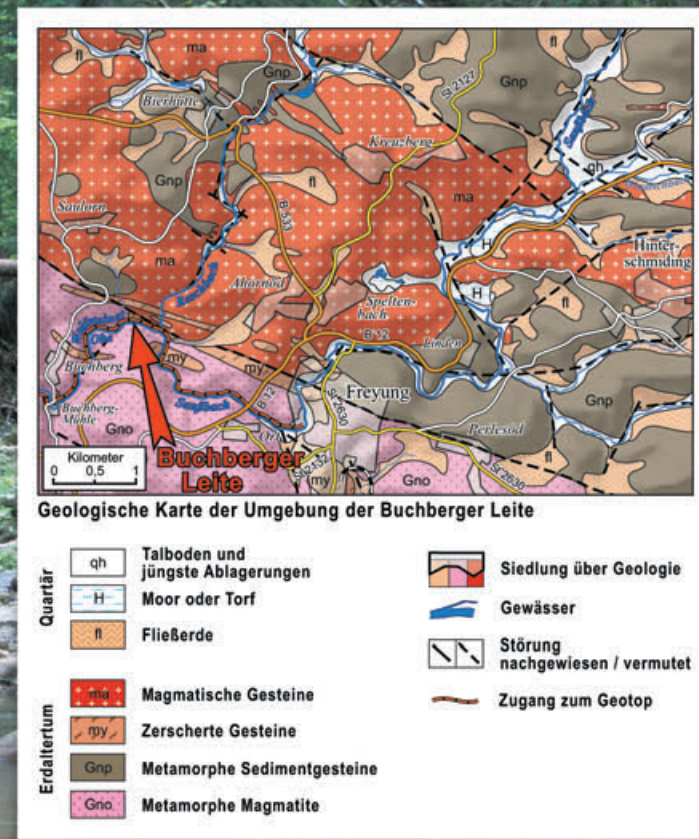 fl
ma
Gnp
Bierhütte
St 2127
Gnp
Kreuzberg
fl
Gnp
ma
qh
Saulorn
B 533
H
Hinter-
schmiding
ma
Ahornöd
H
fl
Spelten-
bach
B 12
Linden
my
my
Buchberg
Saußbach
B 12
Freyung
Gnp
Buchberg-
Mühle
St 2630
Gno
Ort
Perlesöd
fl
Kilometer
0 0,5 1
Buchberger
Leite
St 2132
my
Gno
St 2630
Geologische Karte der Umgebung der Buchberger Leite
Quartär
qh
Talboden und
jüngste Ablagerungen
H
Moor oder Torf
fl
Fließerde
Erdaltertum
ma
Magmatische Gesteine
my
Zerscherte Gesteine
Gnp
Metamorphe Sedimentgesteine
Gno
Metamorphe Magmatite
Siedlung über Geologie
Gewässer
Störung
nachgewiesen / vermutet
Zugang zum Geotop